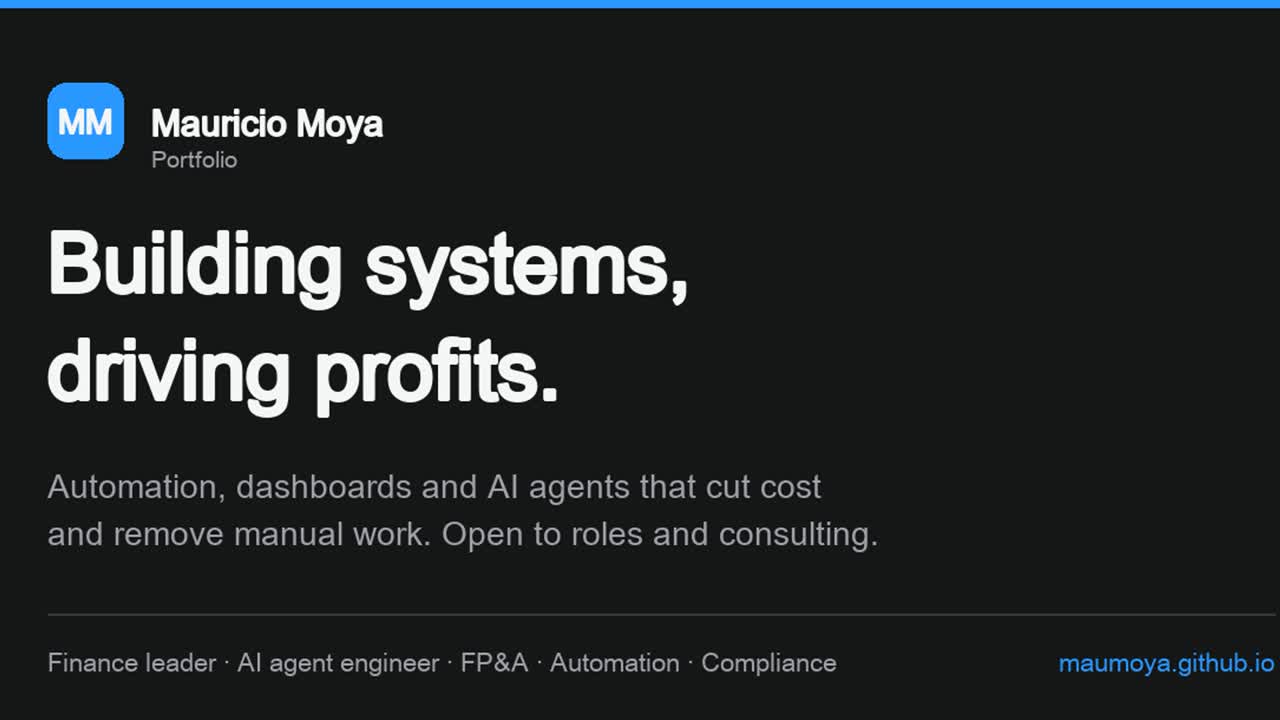 MM
Mauricio Moya
Portfolio
Building systems,
driving profits.
Automation, dashboards and AI agents that cut cost
and remove manual work. Open to roles and consulting.
Finance leader · AI agent engineer · FP&A · Automation · Compliance
maumoya.github.io